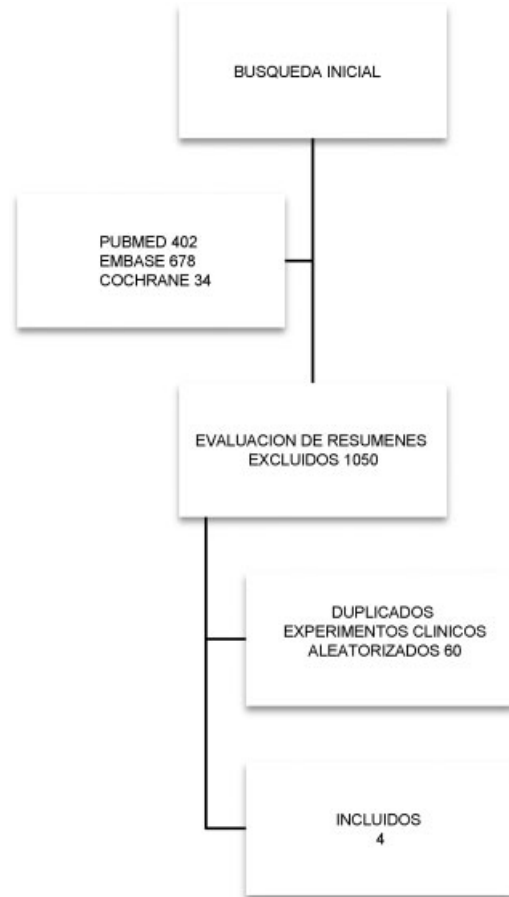 BUSQUEDA INICIAL
PUBMED 402
EMBASE 678
COCHRANE 34
EVALUACION DE RESUMENES
EXCLUIDOS 1050
DUPLICADOS
EXPERIMENTOS CLINICOS
ALEATORIZADOS 60
INCLUIDOS
4